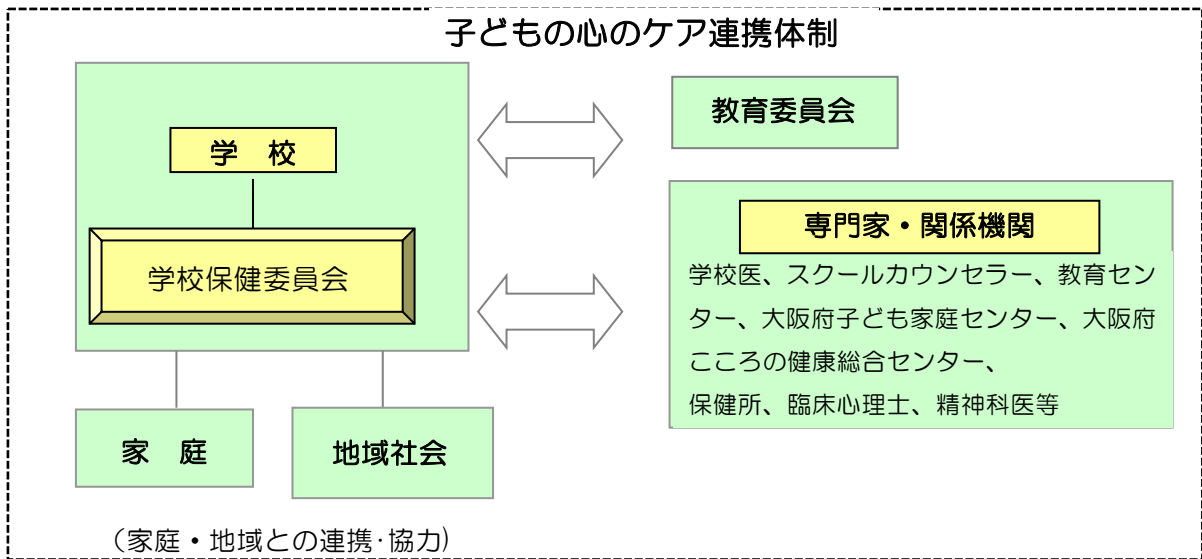 子どもの心のケア連携体制
学　校
学校保健委員会
家　庭
地域社会
（家庭・地域との連携･協力)
教育委員会
専門家・関係機関
学校医、スクールカウンセラー、教育セン
ター、大阪府子ども家庭センター、大阪府
こころの健康総合センター、
保健所、臨床心理士、精神科医等